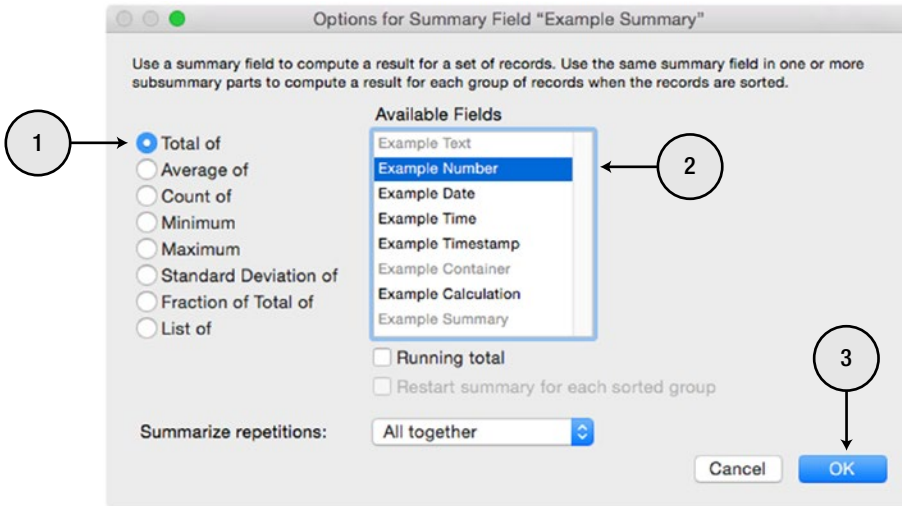 Options for Summary Field “Example Summary”
Use a summary field to compute a result for a set of records. Use the same summary field in one or more
subsummary parts to compute a result for each group of records when the records are sorted.
Available Fields
1
Total of
Average of
Count of
Minimum
Maximum
Standard Deviation of
Fraction of Total of
List of
Example Text
Example Number
Example Date
Example Time
Example Timestamp
Example Container
Example Calculation
Example Summary
2
Running total
Restart summary for each sorted group
3
Summarize repetitions:
All together
Cancel
OK